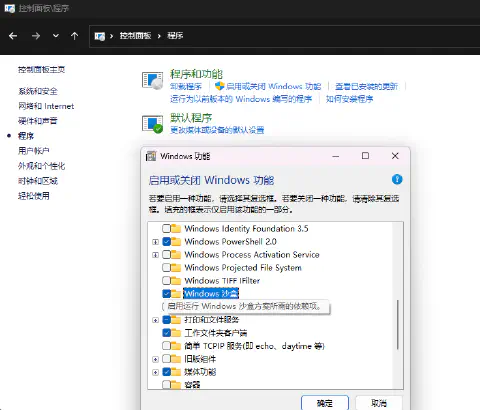 控制面板\程序
控制面板 程序
控制面板主页
系统和安全
网络和 Internet
硬件和声音
程序
用户帐户
外观和个性化
时钟和区域
轻松使用
程序和功能
卸载程序 启用或关闭 Windows 功能 查看已安装的更新
运行为以前版本的 Windows 编写的程序 如何安装程序
默认程序
更改媒体或设备的默认设置
Windows 功能
启用或关闭 Windows 功能
若要启用一种功能，请选择其复选框。若要关闭一种功能，请清除其复选框。填充的框表示仅启用该功能的一部分。
Windows Identity Foundation 3.5
Windows PowerShell 2.0
Windows Process Activation Service
Windows Projected File System
Windows TIFF IFilter
Windows 沙盒
启用运行 Windows 沙盒方案所需的依赖项。
打印和文件服务
工作文件夹客户端
简单 TCPIP 服务(即 echo、daytime 等)
旧版组件
媒体功能
容器
确定 取消